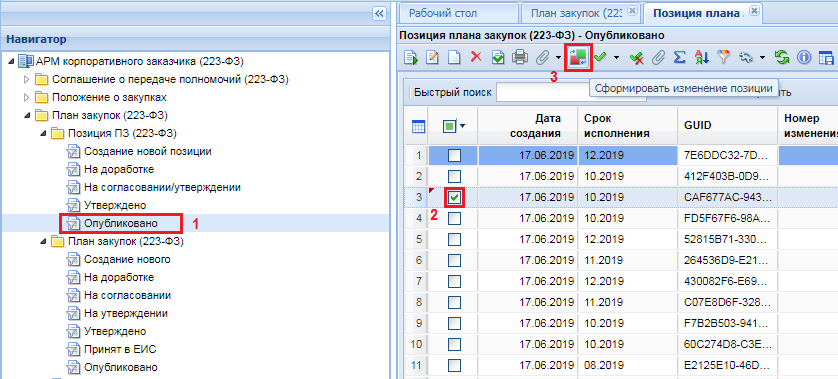 Рабочий стол
План закупок (223
Позиция плана
Навигатор
АРМ корпоративного заказчика (223-ФЗ)
Соглашение о передаче полномочий (223-ФЗ)
Положение о закупках
План закупок (223-ФЗ)
Позиция ПЗ (223-ФЗ)
Создание новой позиции
На доработке
На согласовании/утверждении
Утверждено
Опубликовано
1
План закупок (223-ФЗ)
Создание нового
На доработке
На согласовании
На утверждении
Утверждено
Принят в ЕИС
Опубликовано
Позиция плана закупок (223-ФЗ) - Опубликовано
3
Быстрый поиск
Сформировать изменение позиции
ть
Дата создания
Срок исполнения
GUID
Номер изменени
1 17.06.2019 12.2019 7E6DDC32-7D...
2 17.06.2019 10.2019 412F403B-0D9...
3 17.06.2019 10.2019 CAF677AC-943...
2
4 17.06.2019 10.2019 FD5F67F6-98A...
5 17.06.2019 12.2019 52815B71-330...
6 17.06.2019 10.2019 264536D9-E21...
7 17.06.2019 12.2019 430082F6-E69...
8 17.06.2019 10.2019 C07E8D6F-328...
9 17.06.2019 10.2019 F7B2B503-941...
10 17.06.2019 10.2019 60C274D8-C3E...
11 17.06.2019 08.2019 E2125E10-46D...